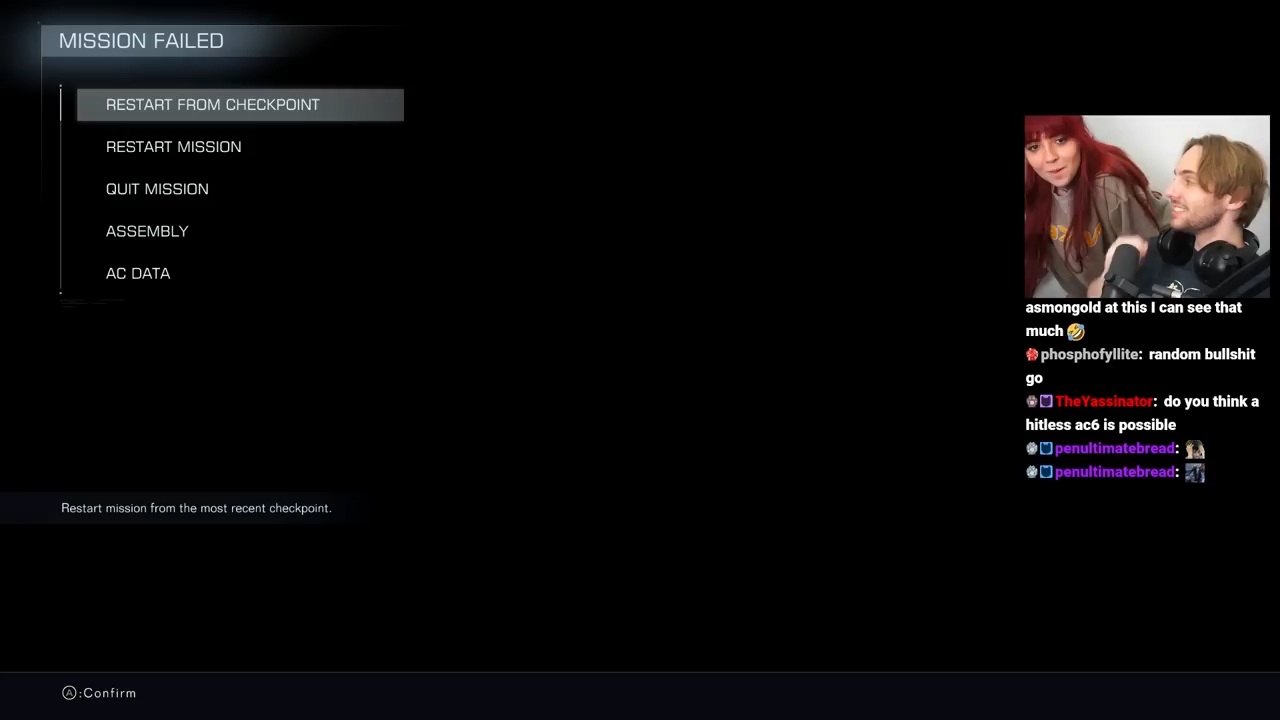 MISSION FAILED
RESTART FROM CHECKPOINT
RESTART MISSION
QUIT MISSION
ASSEMBLY
AC DATA
Restart mission from the most recent checkpoint.
Ⓐ:Confirm
asmongold at this I can see that
much 🤣
phosphofyllite: random bullshit
go
TheYassinator: do you think a
hitless ac6 is possible
penultimatebread:
penultimatebread: